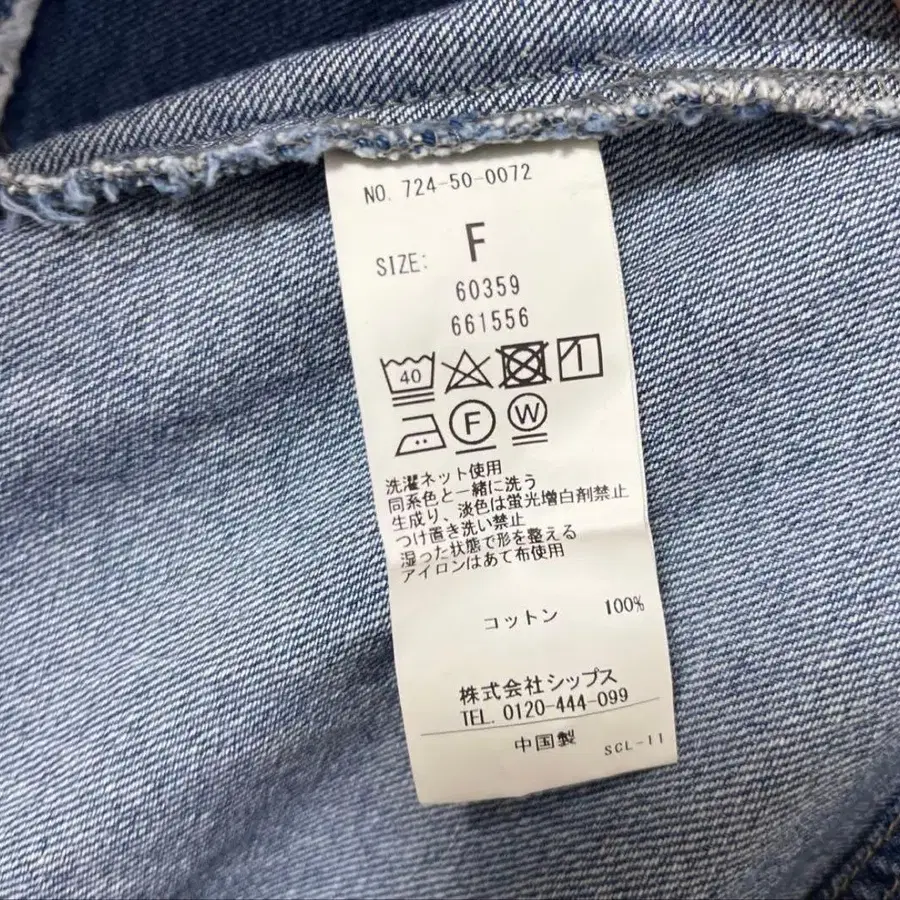 NO. 724-50-0072
SIZE: F
60359
661556
40
F W
洗濯ネット使用
同系色と一緒に洗う
生成り、淡色は蛍光増白剤禁止
つけ置き洗い禁止
湿った状態で形を整える
アイロンはあて布使用
コットン 100%
株式会社シップス
TEL. 0120-444-099
中国製 SCL-11